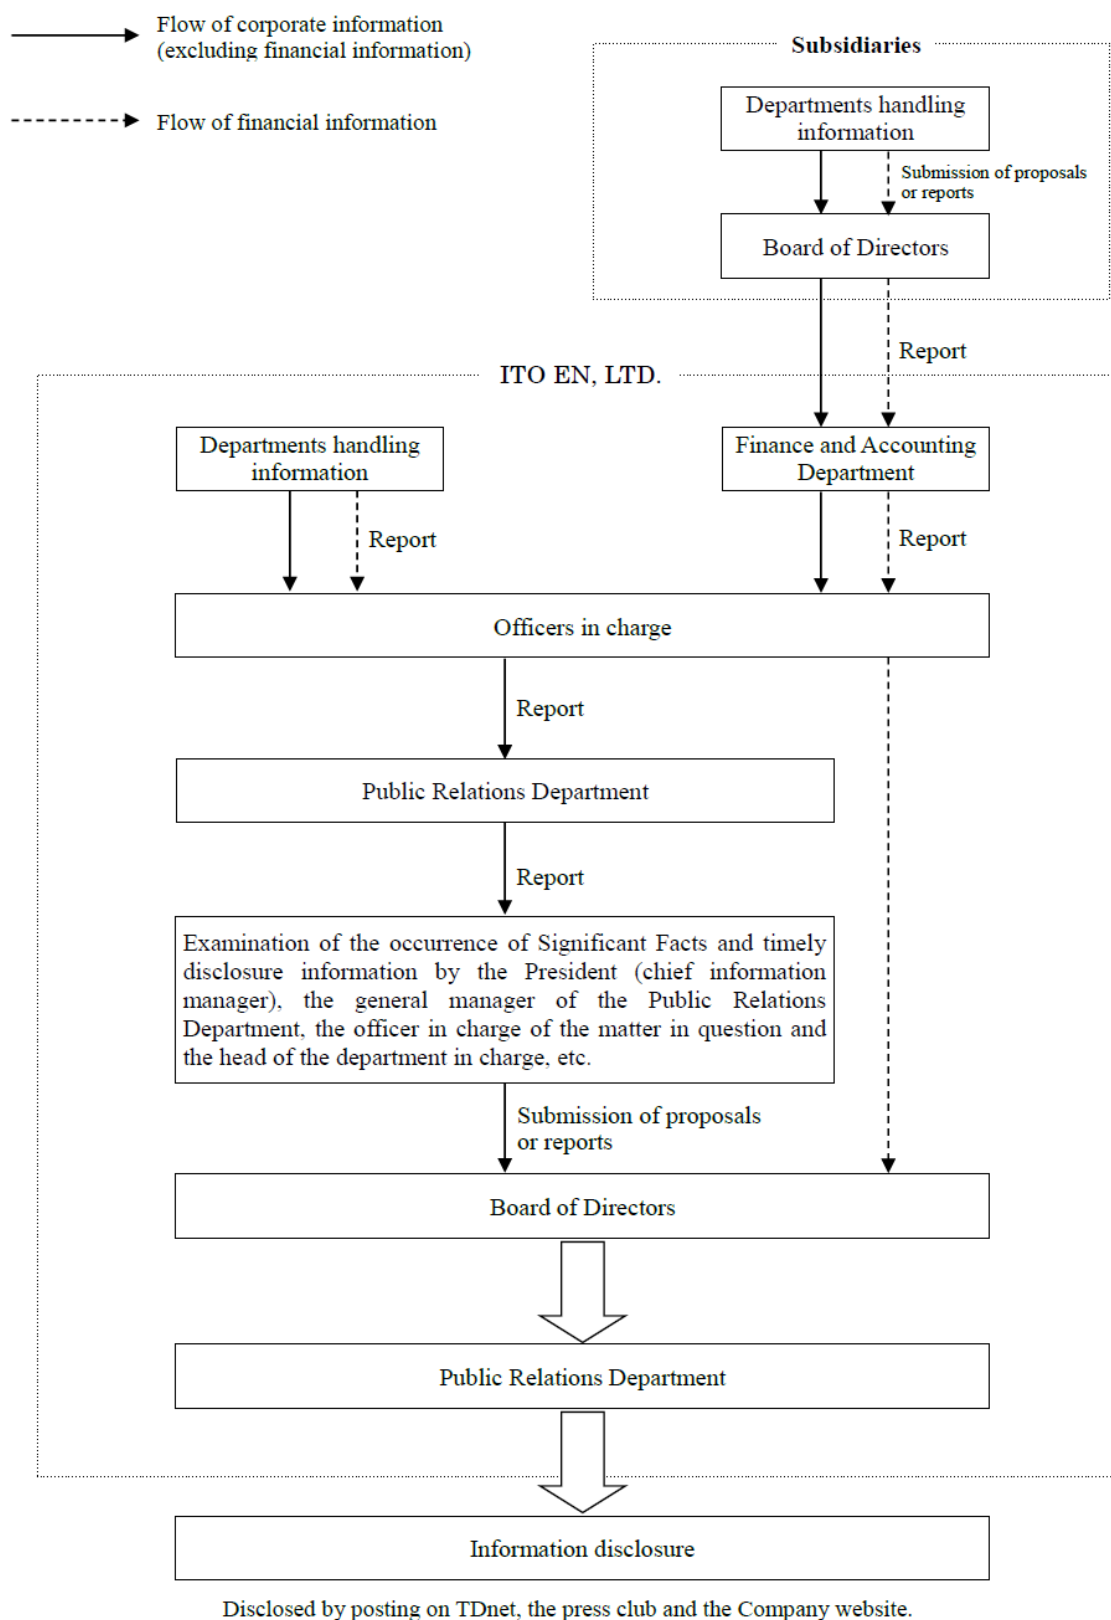 Flow of corporate information
(excluding financial information)
Flow of financial information
Subsidiaries
Departments handling
information
Submission of proposals
or reports
Board of Directors
Report
ITO EN, LTD.
Departments handling
information
Report
Finance and Accounting
Department
Report
Officers in charge
Report
Public Relations Department
Report
Examination of the occurrence of Significant Facts and timely
disclosure information by the President (chief information
manager), the general manager of the Public Relations
Department, the officer in charge of the matter in question and
the head of the department in charge, etc.
Submission of proposals
or reports
Board of Directors
Public Relations Department
Information disclosure
Disclosed by posting on TDnet, the press club and the Company website.